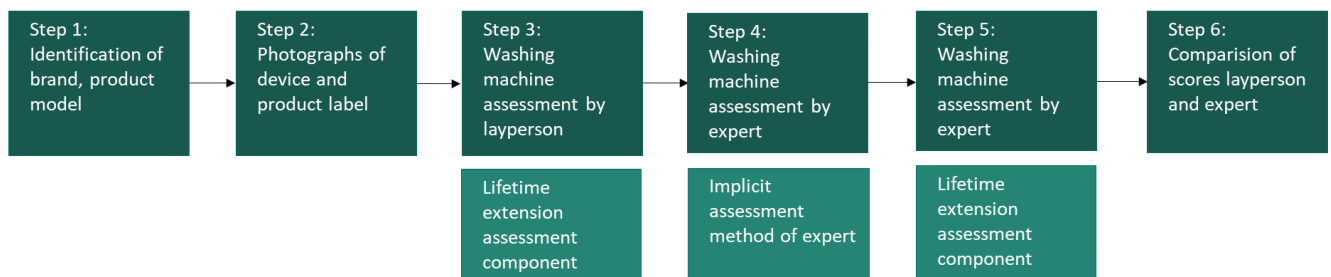 Step 1:
Identification of
brand, product
model
Step 2:
Photographs of
device and
product label
Step 3:
Washing
machine
assessment by
layperson
Step 4:
Washing
machine
assessment by
expert
Step 5:
Washing
machine
assessment by
expert
Step 6:
Comparision of
scores layperson
and expert
Lifetime
extension
assessment
component
Implicit
assessment
method of expert
Lifetime
extension
assessment
component